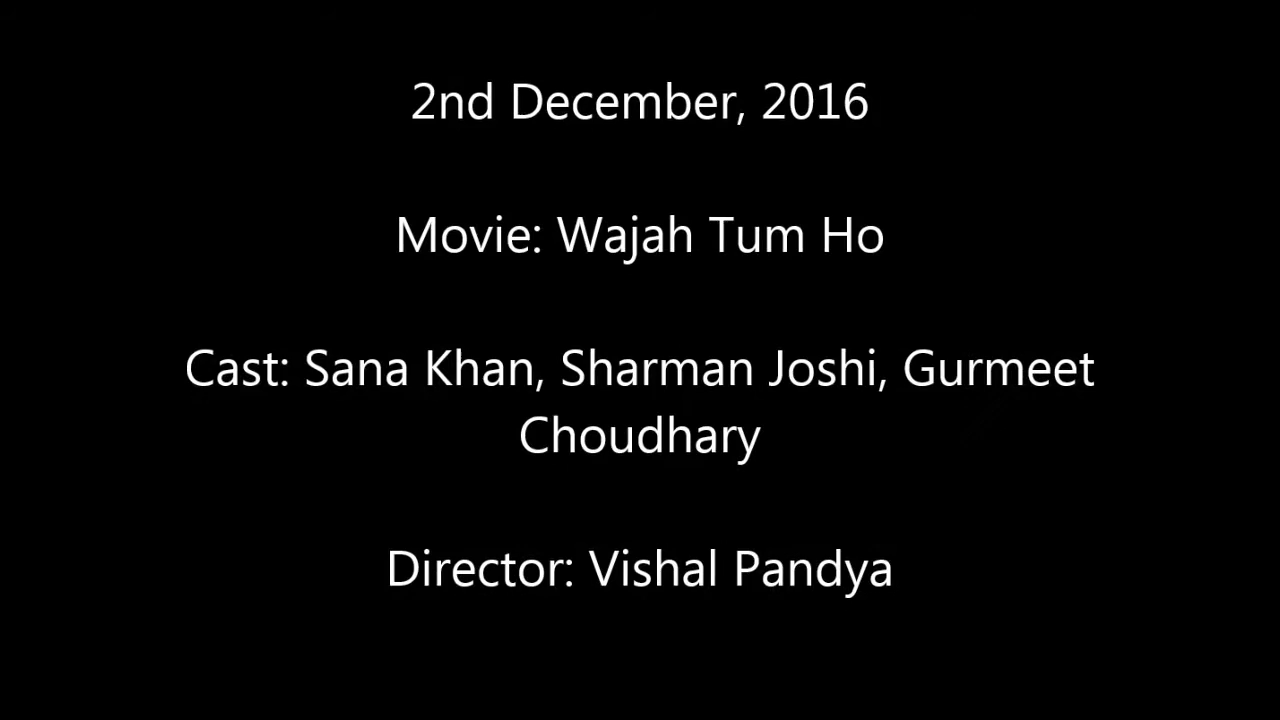 2nd December, 2016
Movie: Wajah Tum Ho
Cast: Sana Khan, Sharman Joshi, Gurmeet
Choudhary
Director: Vishal Pandya